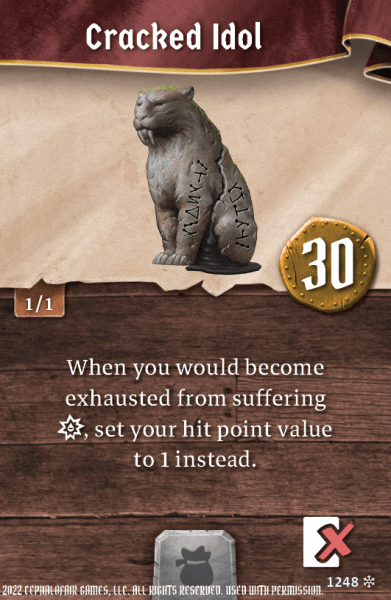 Cracked Idol
30
1/1
When you would become
exhausted from suffering
, set your hit point value
to 1 instead.
1248
2022 CEPHALOFAIR GAMES, LLC. ALL RIGHTS RESERVED. USED WITH PERMISSION.